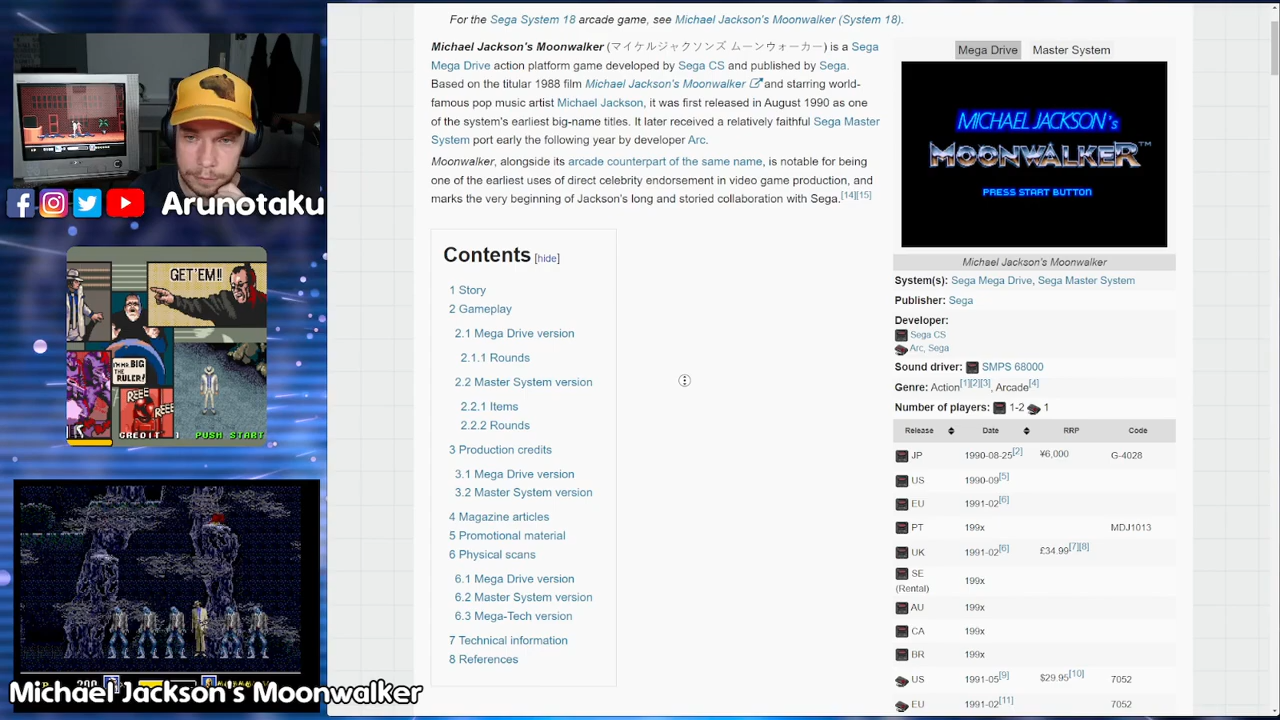 Arunotaku
GET'EM!!
I'M MR. BIG
THE RULER!
REEE
REEE
CREDIT
PUSH START
Michael Jackson's Moonwalker
For the Sega System 18 arcade game, see Michael Jackson's Moonwalker (System 18).
Michael Jackson's Moonwalker (マイケルジャクソンズ ムーンウォーカー) is a Sega
Mega Drive action platform game developed by Sega CS and published by Sega.
Based on the titular 1988 film Michael Jackson's Moonwalker and starring world-
famous pop music artist Michael Jackson, it was first released in August 1990 as one
of the system's earliest big-name titles. It later received a relatively faithful Sega Master
System port early the following year by developer Arc.
Moonwalker, alongside its arcade counterpart of the same name, is notable for being
one of the earliest uses of direct celebrity endorsement in video game production, and
marks the very beginning of Jackson's long and storied collaboration with Sega.[14][15]
Contents [hide]
1 Story
2 Gameplay
2.1 Mega Drive version
2.1.1 Rounds
2.2 Master System version
2.2.1 Items
2.2.2 Rounds
3 Production credits
3.1 Mega Drive version
3.2 Master System version
4 Magazine articles
5 Promotional material
6 Physical scans
6.1 Mega Drive version
6.2 Master System version
6.3 Mega-Tech version
7 Technical information
8 References
Mega Drive Master System
MICHAEL JACKSON's
MOONWALKER™
PRESS START BUTTON
Michael Jackson's Moonwalker
System(s): Sega Mega Drive, Sega Master System
Publisher: Sega
Developer:
Sega CS
Arc, Sega
Sound driver: SMPS 68000
Genre: Action[1][2][3], Arcade[4]
Number of players: 1-2 1
Release Date RRP Code
JP 1990-08-25[2] ¥6,000 G-4028
US 1990-09[5]
EU 1991-02[6]
PT 199x MDJ1013
UK 1991-02[6] £34.99[7][8]
SE
(Rental) 199x
AU 199x
CA 199x
BR 199x
US 1991-05[9] $29.95[10] 7052
EU 1991-02[11] 7052